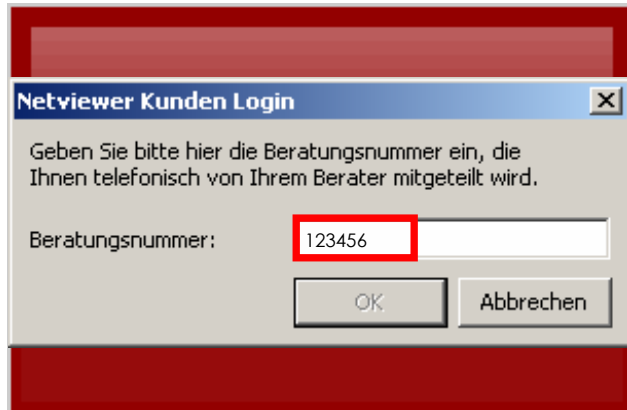 Netviewer Kunden Login
Geben Sie bitte hier die Beratungsnummer ein, die
Ihnen telefonisch von Ihrem Berater mitgeteilt wird.
Beratungsnummer: 123456
OK Abbrechen